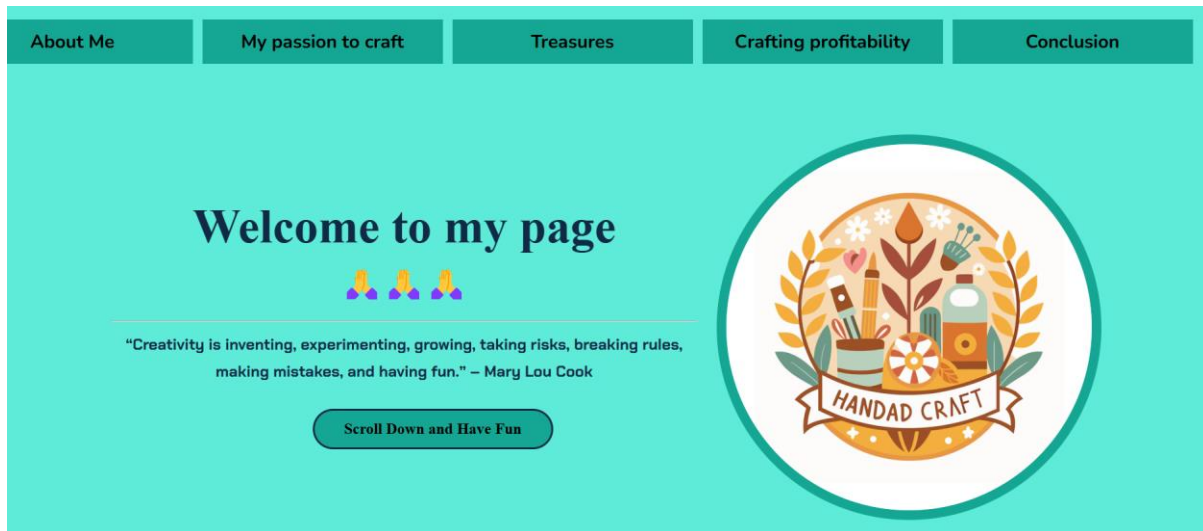 About Me
My passion to craft
Treasures
Crafting profitability
Conclusion
Welcome to my page
“Creativity is inventing, experimenting, growing, taking risks, breaking rules,
making mistakes, and having fun.” – Mary Lou Cook
Scroll Down and Have Fun
HANDAD CRAFT